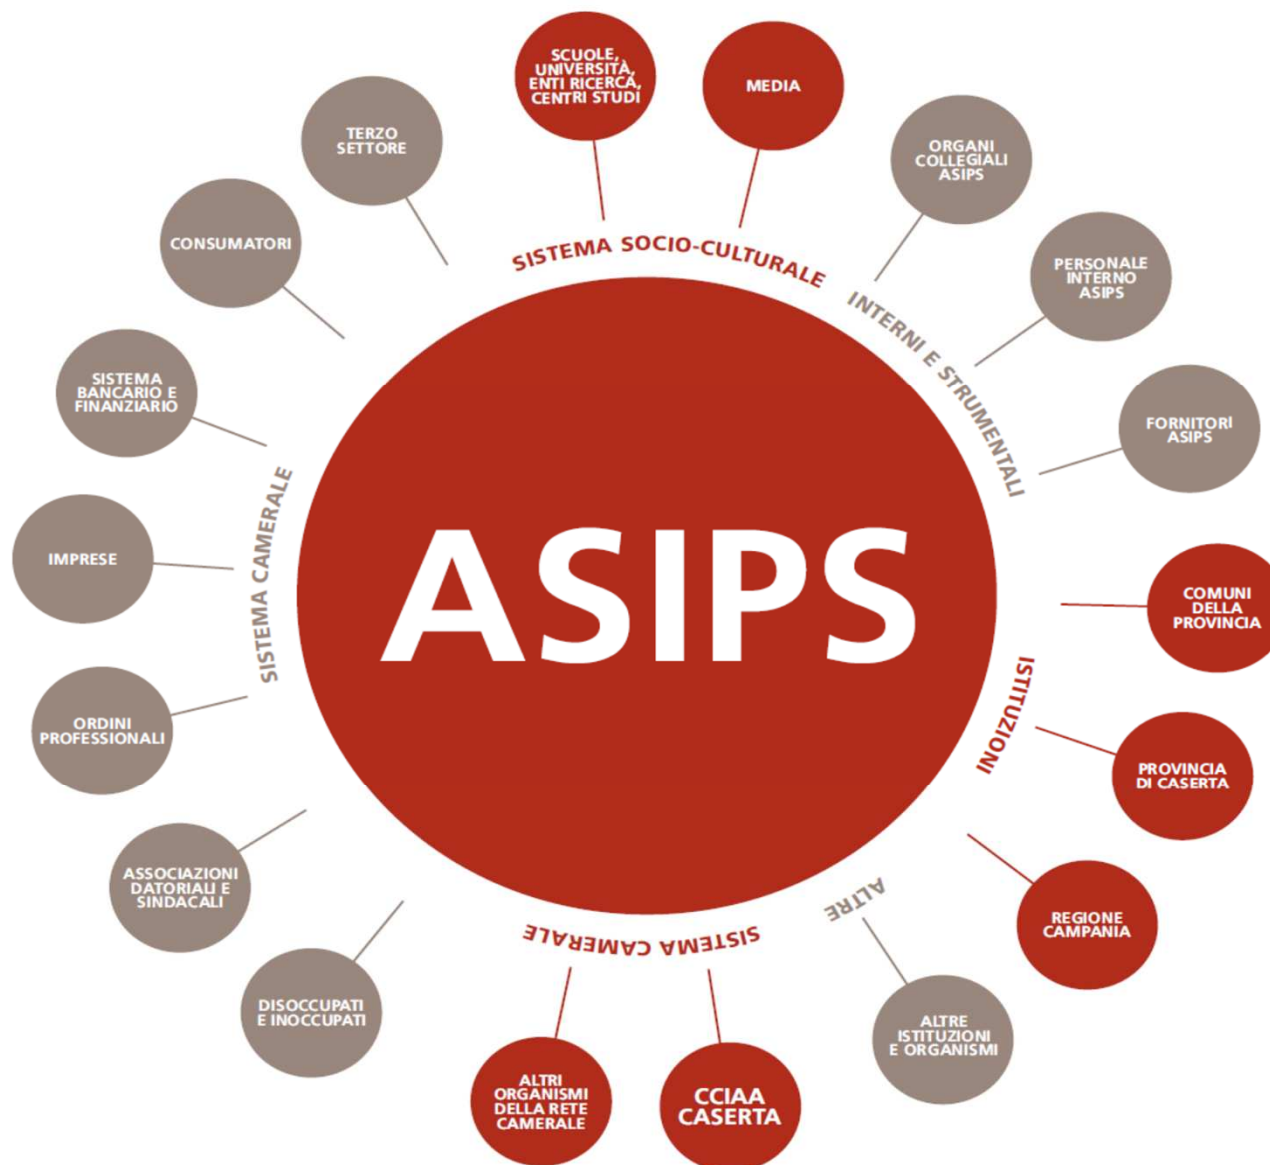 SCUOLE,
UNIVERSITÀ,
ENTI RICERCA,
CENTRI STUDI
MEDIA
TERZO
SETTORE
ORGANI
COLLEGIALI
ASIPS
CONSUMATORI
SISTEMA SOCIO-CULTURALE
PERSONALE
INTERNO
ASIPS
INTERNI E STRUMENTALI
SISTEMA
BANCARIO E
FINANZIARIO
FORNITORI
ASIPS
SISTEMA CAMERALE
IMPRESE
ASIPS
COMUNI
DELLA
PROVINCIA
ISTITUZIONI
ORDINI
PROFESSIONALI
PROVINCIA
DI CASERTA
ASSOCIAZIONI
DATORIALI E
SINDACALI
ALTRE
REGIONE
CAMPANIA
SISTEMA CAMERALE
DISOCCUPATI
E INOCCUPATI
ALTRE
ISTITUZIONI
E ORGANISMI
ALTRI
ORGANISMI
DELLA RETE
CAMERALE
CCIAA
CASERTA